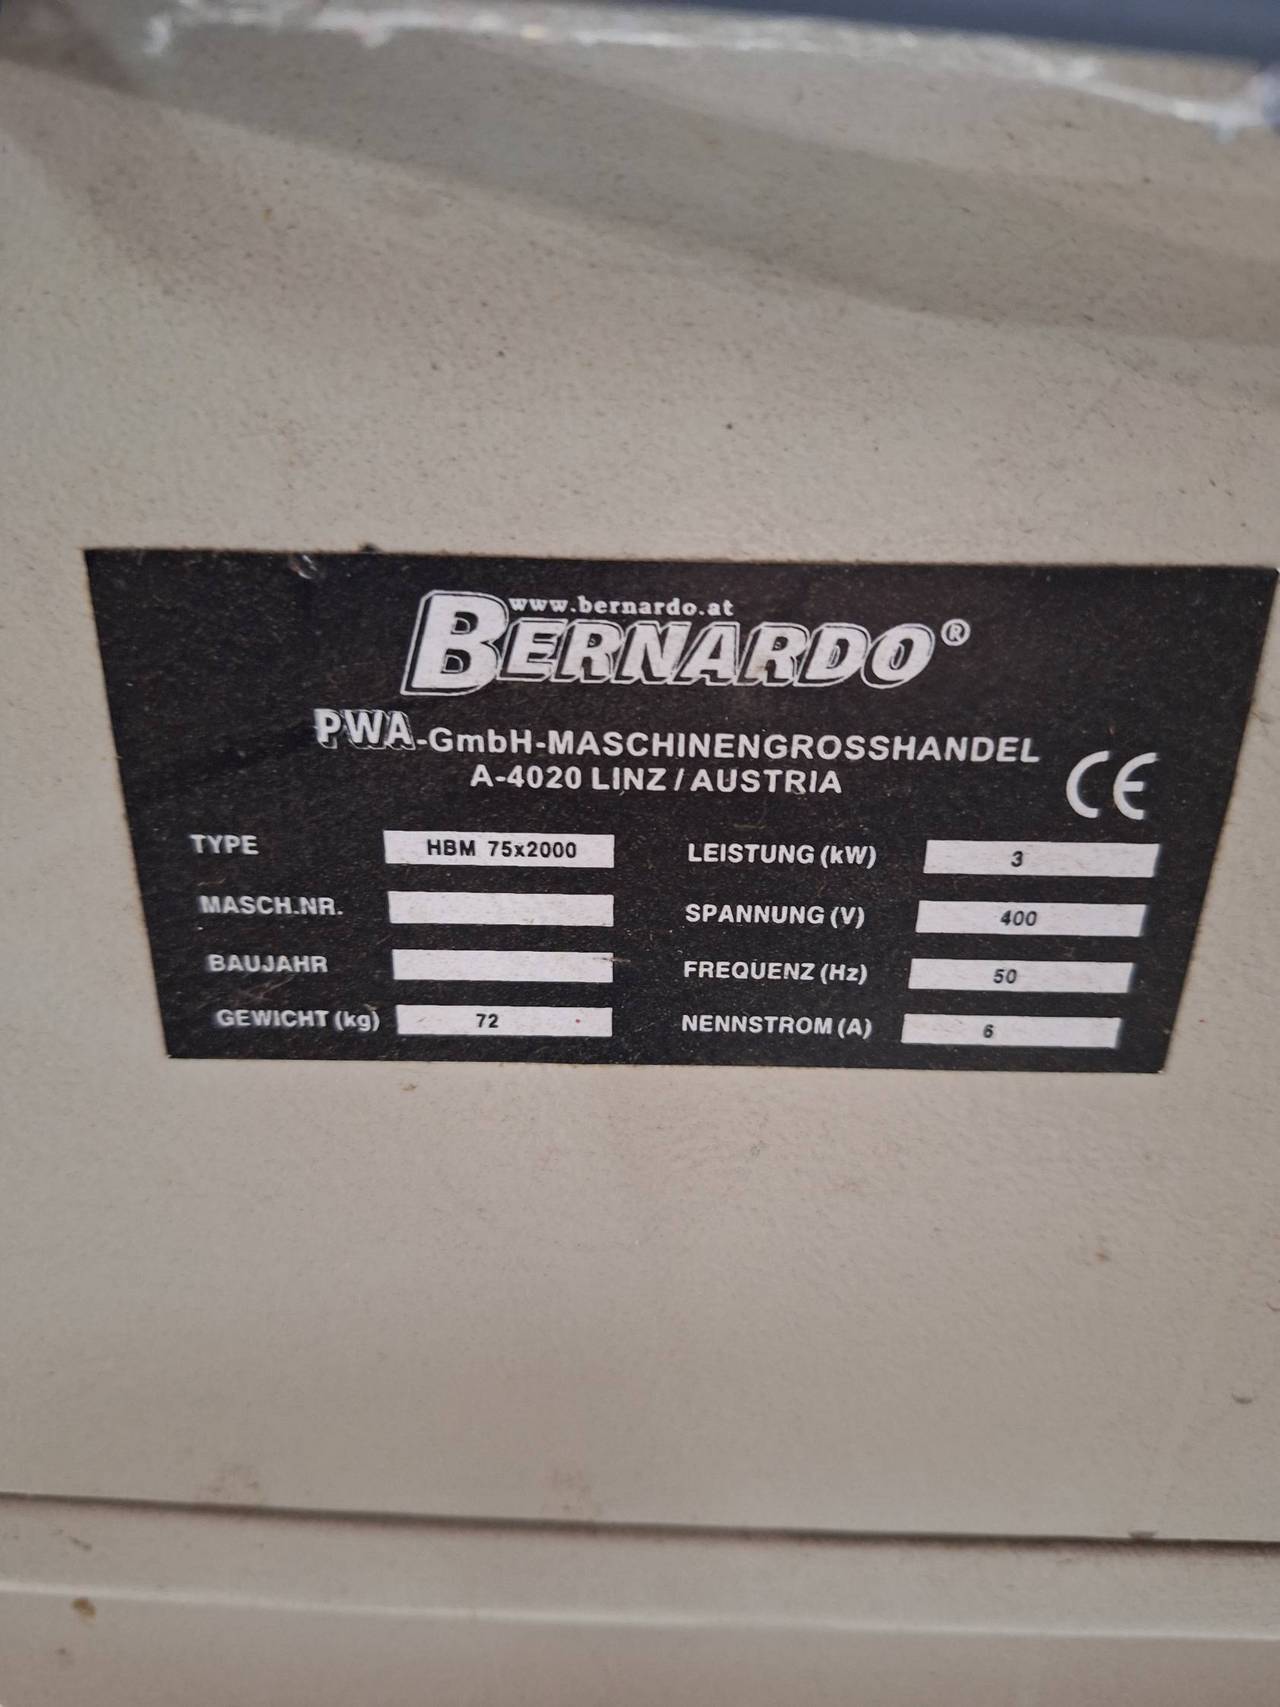 www.bernardo.at
BERNARDO®
PWA-GmbH-MASCHINENGROSSHANDEL
A-4020 LINZ / AUSTRIA
CE
TYPE HBM 75x2000
MASCH.NR.
BAUJAHR
GEWICHT (kg) 72
LEISTUNG (kW) 3
SPANNUNG (V) 400
FREQUENZ (Hz) 50
NENNSTROM (A) 6